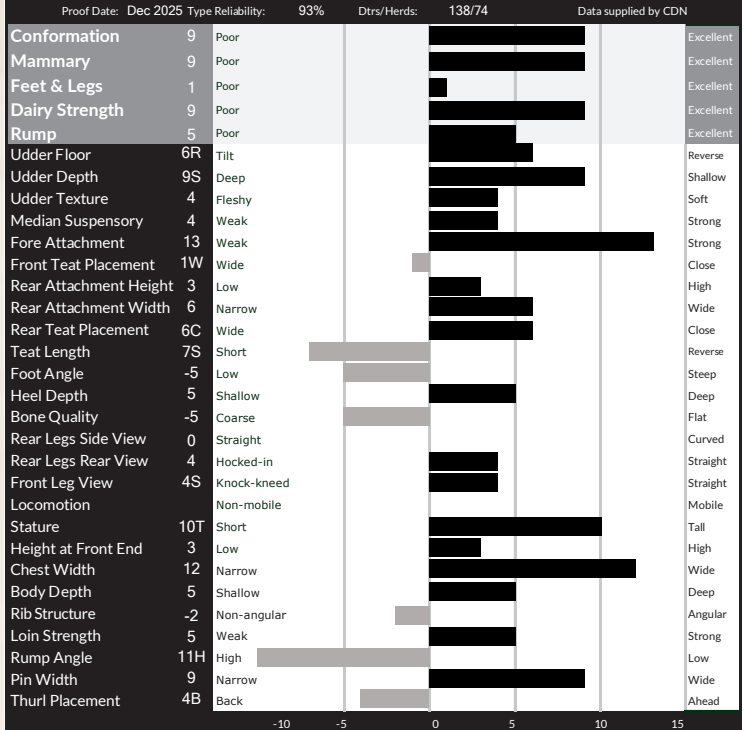 Proof Date: Dec 2025 Type Reliability: 93% Dtrs/Herds: 138/74 Data supplied by CDN
Conformation 9 Poor Excellent
Mammary 9 Poor Excellent
Feet & Legs 1 Poor Excellent
Dairy Strength 9 Poor Excellent
Rump 5 Poor Excellent
Udder Floor 6R Tilt Reverse
Udder Depth 9S Deep Shallow
Udder Texture 4 Fleshy Soft
Median Suspensory 4 Weak Strong
Fore Attachment 13 Weak Strong
Front Teat Placement 1W Wide Close
Rear Attachment Height 3 Low High
Rear Attachment Width 6 Narrow Wide
Rear Teat Placement 6C Wide Close
Teat Length 7S Short Reverse
Foot Angle -5 Low Steep
Heel Depth 5 Shallow Deep
Bone Quality -5 Coarse Flat
Rear Legs Side View 0 Straight Curved
Rear Legs Rear View 4 Hocked-in Straight
Front Leg View 4S Knock-kneed Straight
Locomotion Non-mobile Mobile
Stature 10T Short Tall
Height at Front End 3 Low High
Chest Width 12 Narrow Wide
Body Depth 5 Shallow Deep
Rib Structure -2 Non-angular Angular
Loin Strength 5 Weak Strong
Rump Angle 11H High Low
Pin Width 9 Narrow Wide
Thurl Placement 4B Back Ahead
-10 -5 0 5 10 15